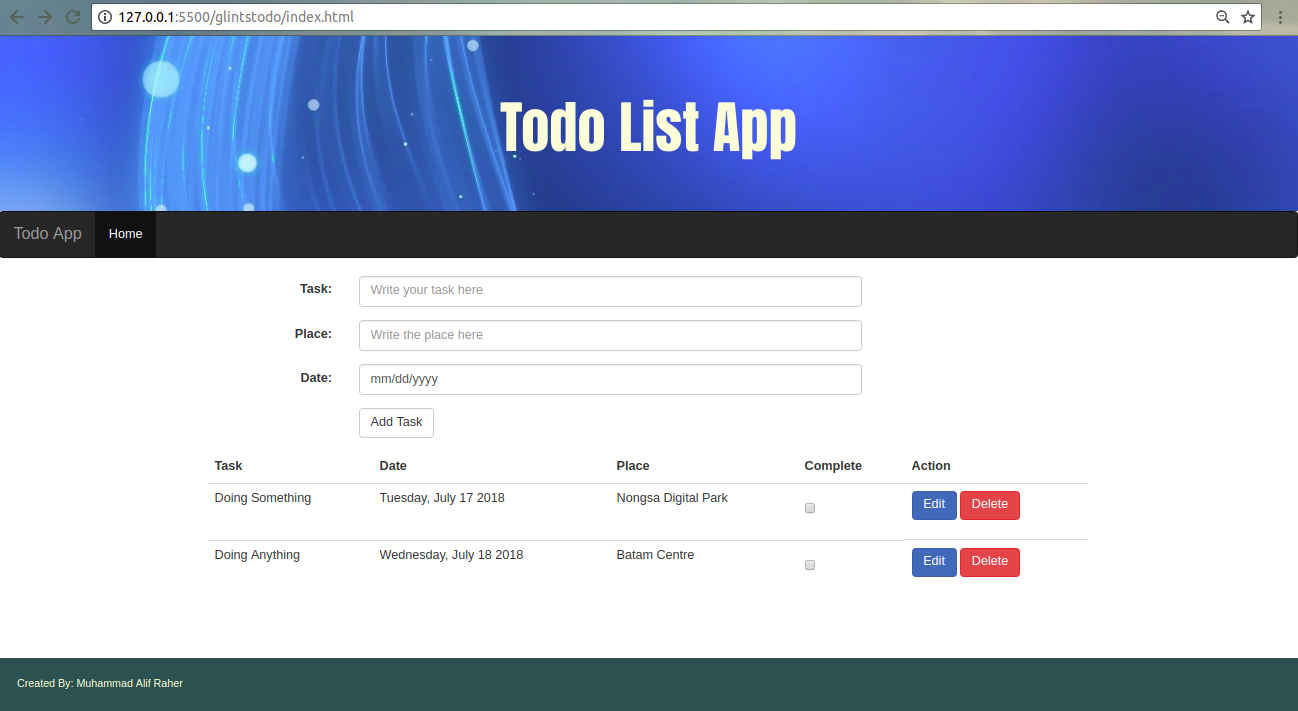 127.0.0.1:5500/glintstodo/index.html
Todo List App
Todo App Home
Task: Write your task here
Place: Write the place here
Date: mm/dd/yyyy
Add Task
Task Date Place Complete Action
Doing Something Tuesday, July 17 2018 Nongsa Digital Park Edit Delete
Doing Anything Wednesday, July 18 2018 Batam Centre Edit Delete
Created By: Muhammad Alif Raher